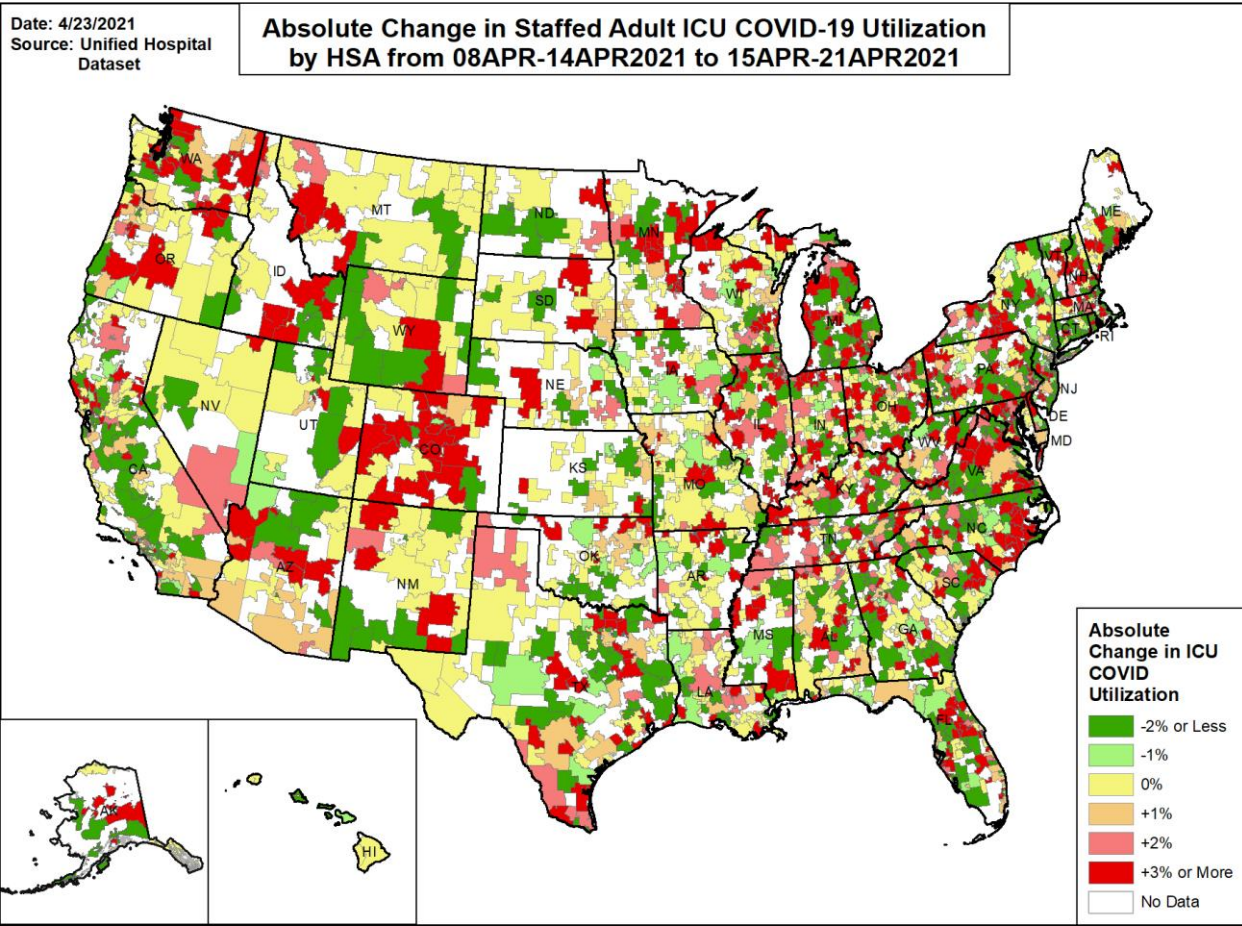 Date: 4/23/2021
Source: Unified Hospital
Dataset
Absolute Change in Staffed Adult ICU COVID-19 Utilization
by HSA from 08APR-14APR2021 to 15APR-21APR2021
WA
MT
ND
MN
ME
OR
ID
SD
WI
MI
VT
NH
NY
MA
CT
RI
WY
NE
IA
PA
NJ
NV
UT
CO
KS
MO
IL
IN
OH
WV
DE
MD
VA
KY
CA
AZ
NM
OK
AR
TN
NC
SC
TX
LA
MS
AL
GA
FL
AK
HI
Absolute
Change in ICU
COVID
Utilization
-2% or Less
-1%
0%
+1%
+2%
+3% or More
No Data